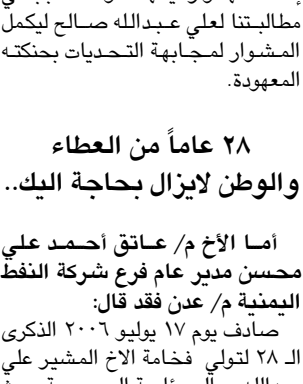 مطالبتنا لعلي عبدالله صالح ليكمل
المشوار لمجابهة التحديات بحنكته
المعهودة.
٢٨ عاماً من العطاء
والوطن لايزال بحاجة اليك..
أما الأخ م/ عاتق أحمد علي
محسن مدير عام فرع شركة النفط
اليمنية م/ عدن فقد قال:
صادف يوم ١٧ يوليو ٢٠٠٦ الذكرى
الـ ٢٨ لتولي فخامة الاخ المشير علي